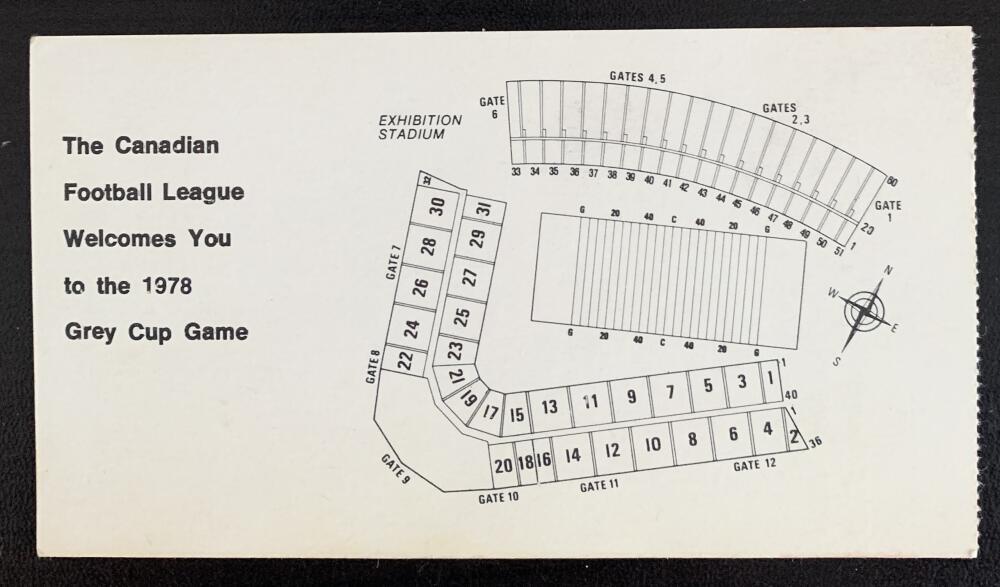 The Canadian
Football League
Welcomes You
to the 1978
Grey Cup Game
EXHIBITION
STADIUM
GATES 4,5
GATES
2,3
GATE
6
GATE
1
60
20
1
33 34 35 36 37 38 39 40 41 42 43 44 45 46 47 48 49 50 51
G 20 40 C 40 20 G
G 20 40 C 40 20 G
N
W
E
S
32
30
31
28
29
GATE 7
26
27
24
25
22
23
GATE 8
21
19
17
15 13 11 9 7 5 3 1
1
40
20 18 16 14 12 10 8 6 4 2
1
36
GATE 9
GATE 10
GATE 11
GATE 12